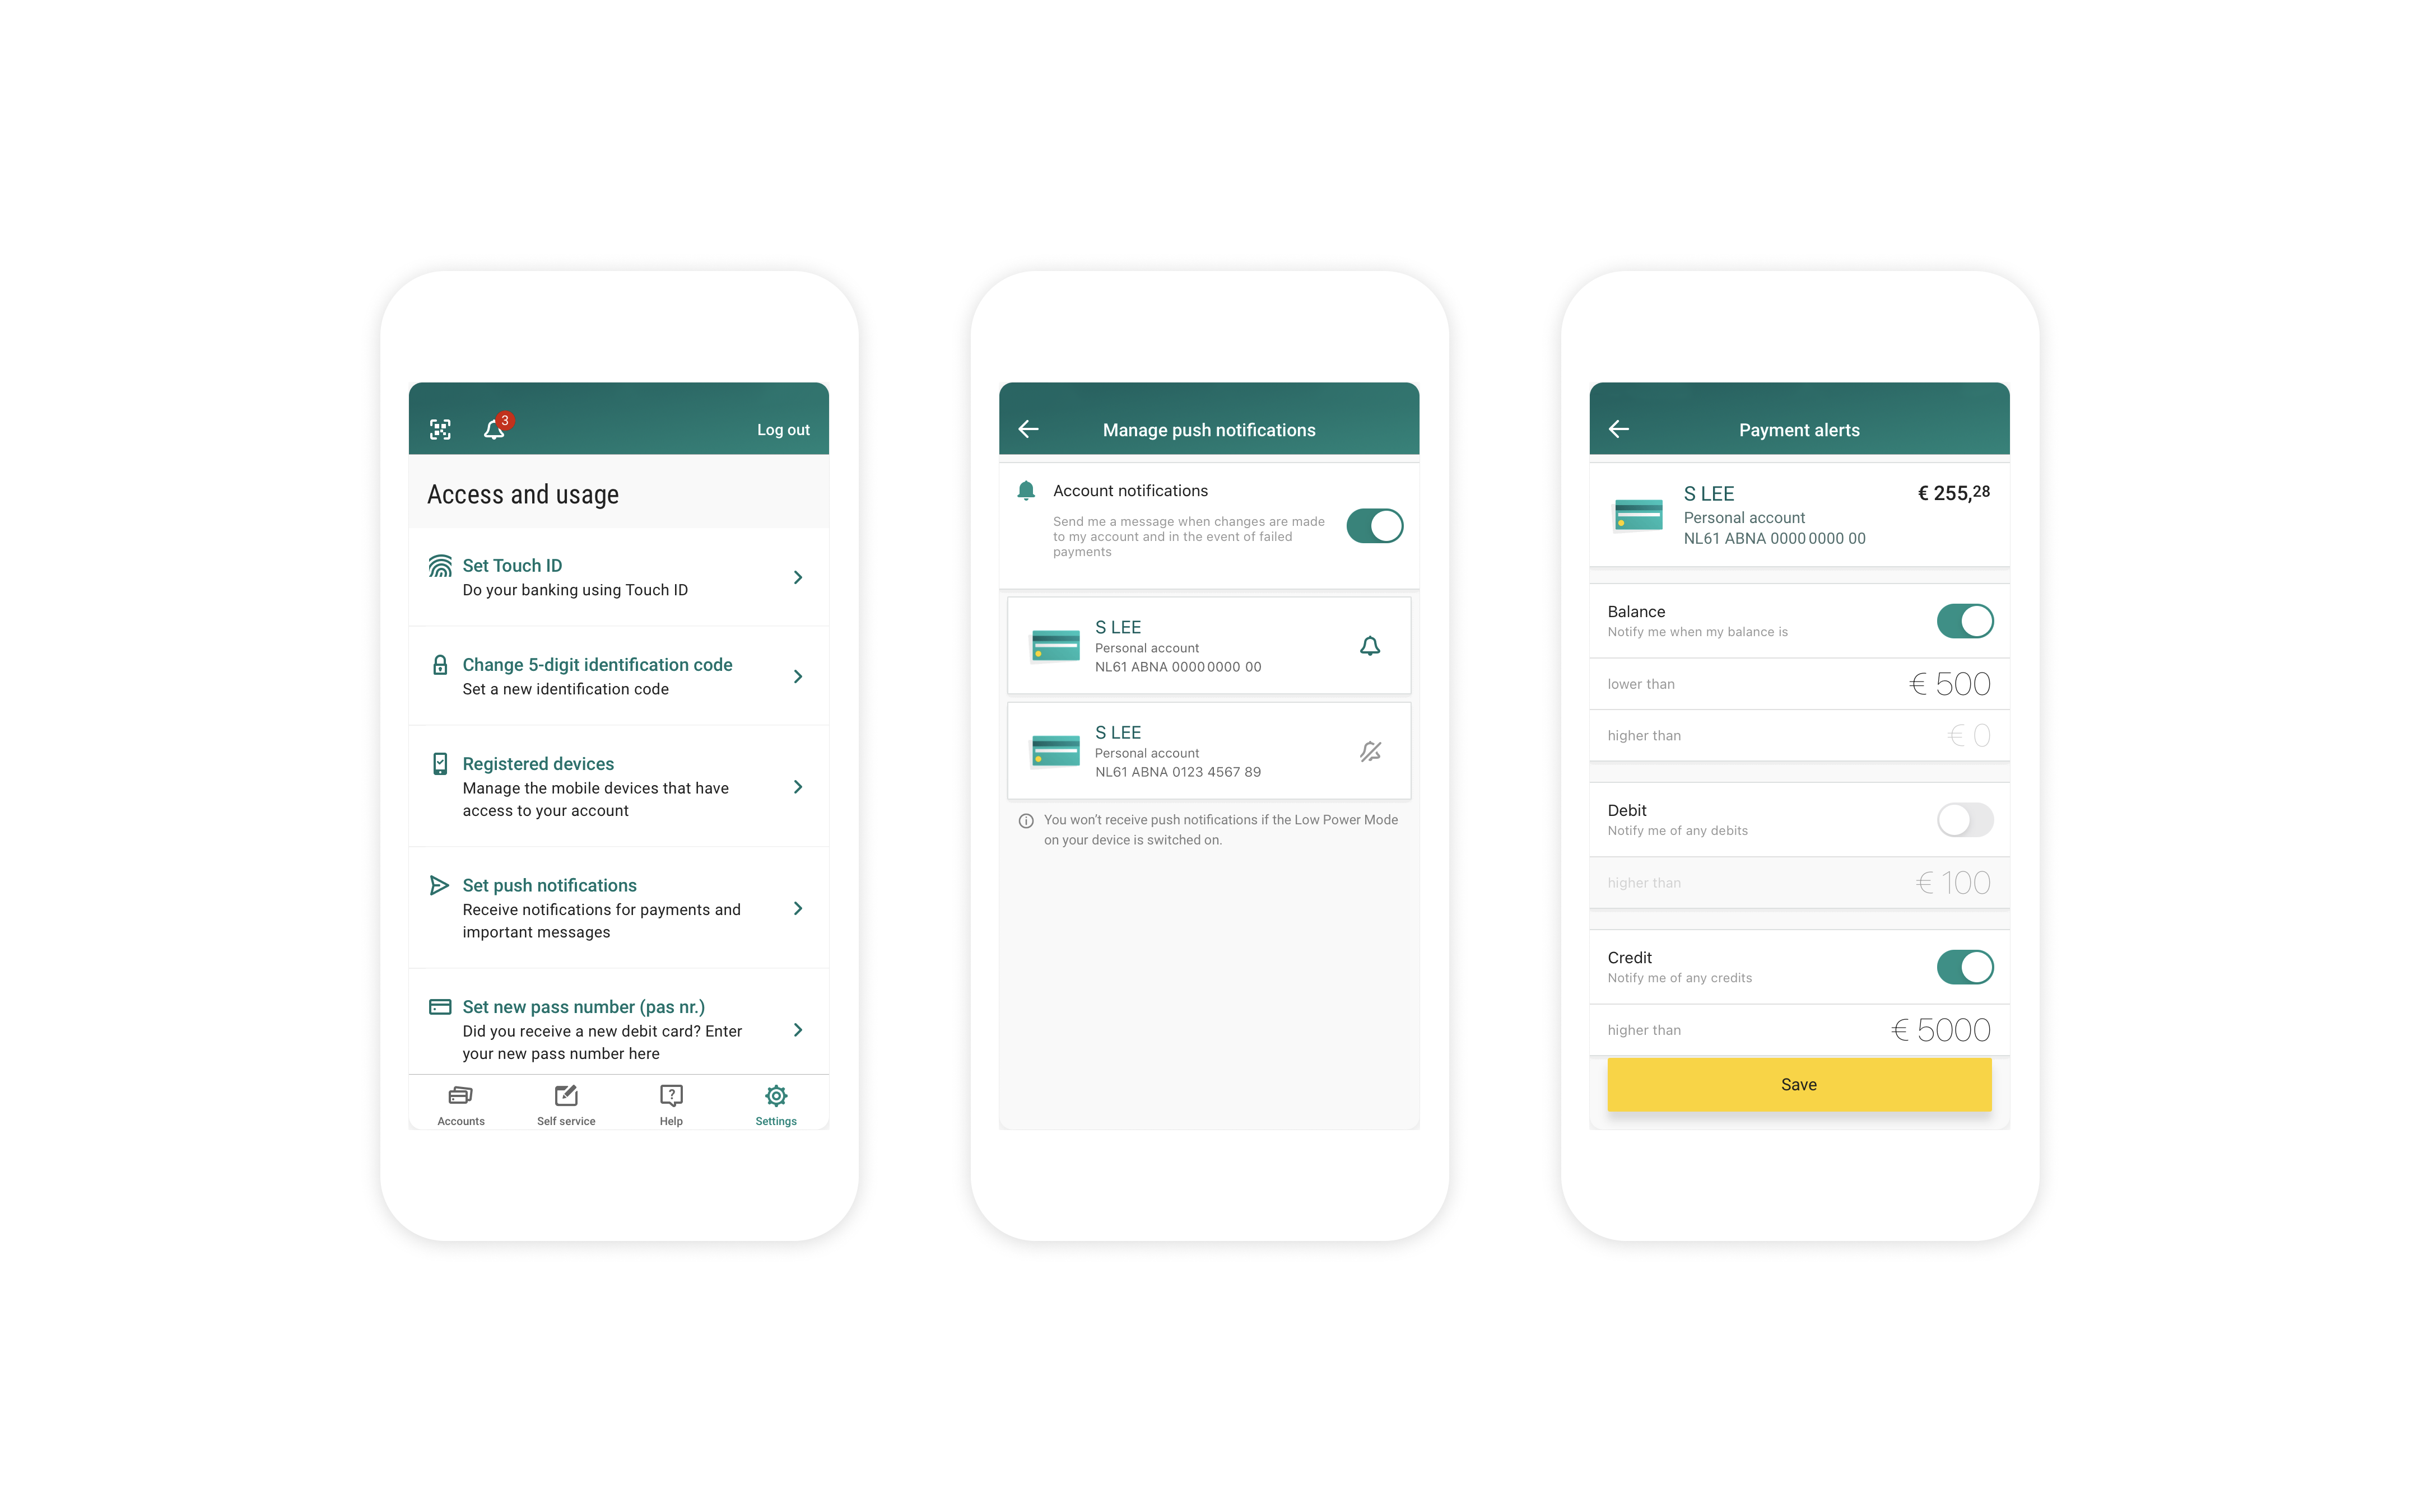 3
Log out
Access and usage
Set Touch ID
Do your banking using Touch ID
Change 5-digit identification code
Set a new identification code
Registered devices
Manage the mobile devices that have
access to your account
Set push notifications
Receive notifications for payments and
important messages
Set new pass number (pas nr.)
Did you receive a new debit card? Enter
your new pass number here
Accounts
Self service
Help
Settings
Manage push notifications
Account notifications
Send me a message when changes are made
to my account and in the event of failed
payments
S LEE
Personal account
NL61 ABNA 0000 0000 00
S LEE
Personal account
NL61 ABNA 0123 4567 89
You won’t receive push notifications if the Low Power Mode
on your device is switched on.
Payment alerts
S LEE
€ 255,28
Personal account
NL61 ABNA 0000 0000 00
Balance
Notify me when my balance is
lower than
€ 500
higher than
€ 0
Debit
Notify me of any debits
higher than
€ 100
Credit
Notify me of any credits
higher than
€ 5000
Save